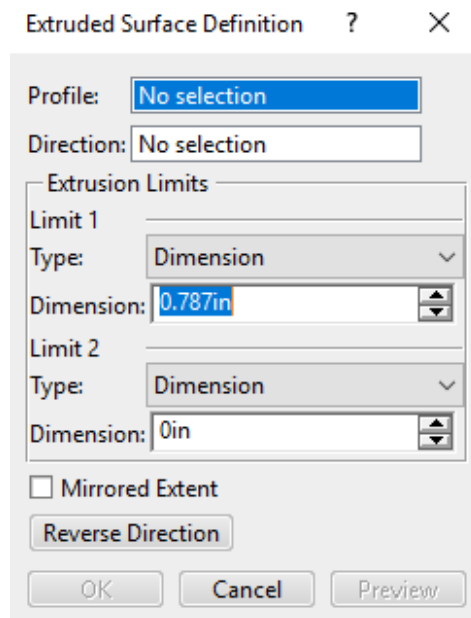 Extruded Surface Definition ? ×
Profile: No selection
Direction: No selection
Extrusion Limits
Limit 1
Type: Dimension
Dimension: 0.787in
Limit 2
Type: Dimension
Dimension: 0in
Mirrored Extent
Reverse Direction
OK Cancel Preview